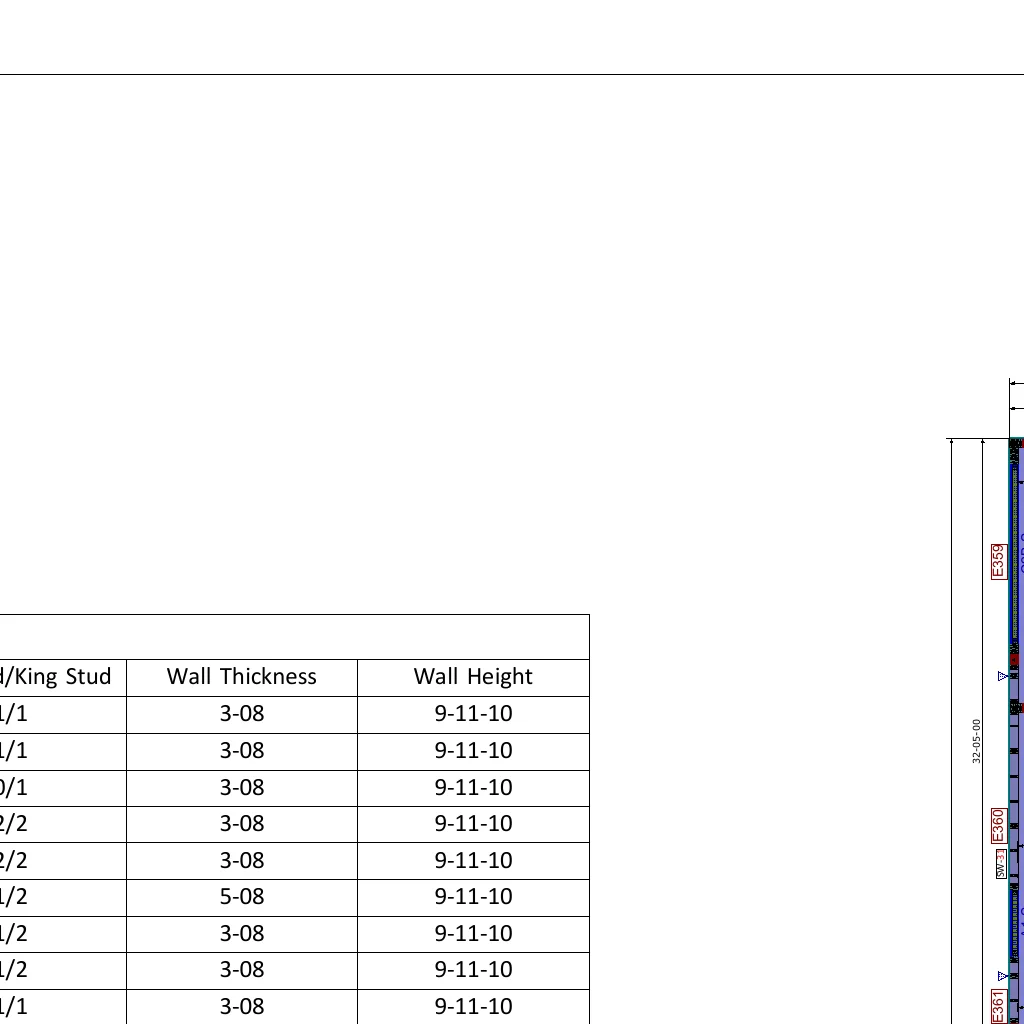 d/King Stud Wall Thickness Wall Height
1/1 3-08 9-11-10
1/1 3-08 9-11-10
0/1 3-08 9-11-10
2/2 3-08 9-11-10
2/2 3-08 9-11-10
1/2 5-08 9-11-10
1/2 3-08 9-11-10
1/2 3-08 9-11-10
1/1 3-08 9-11-10
E359
32-05-00
E360
SW-31
E361